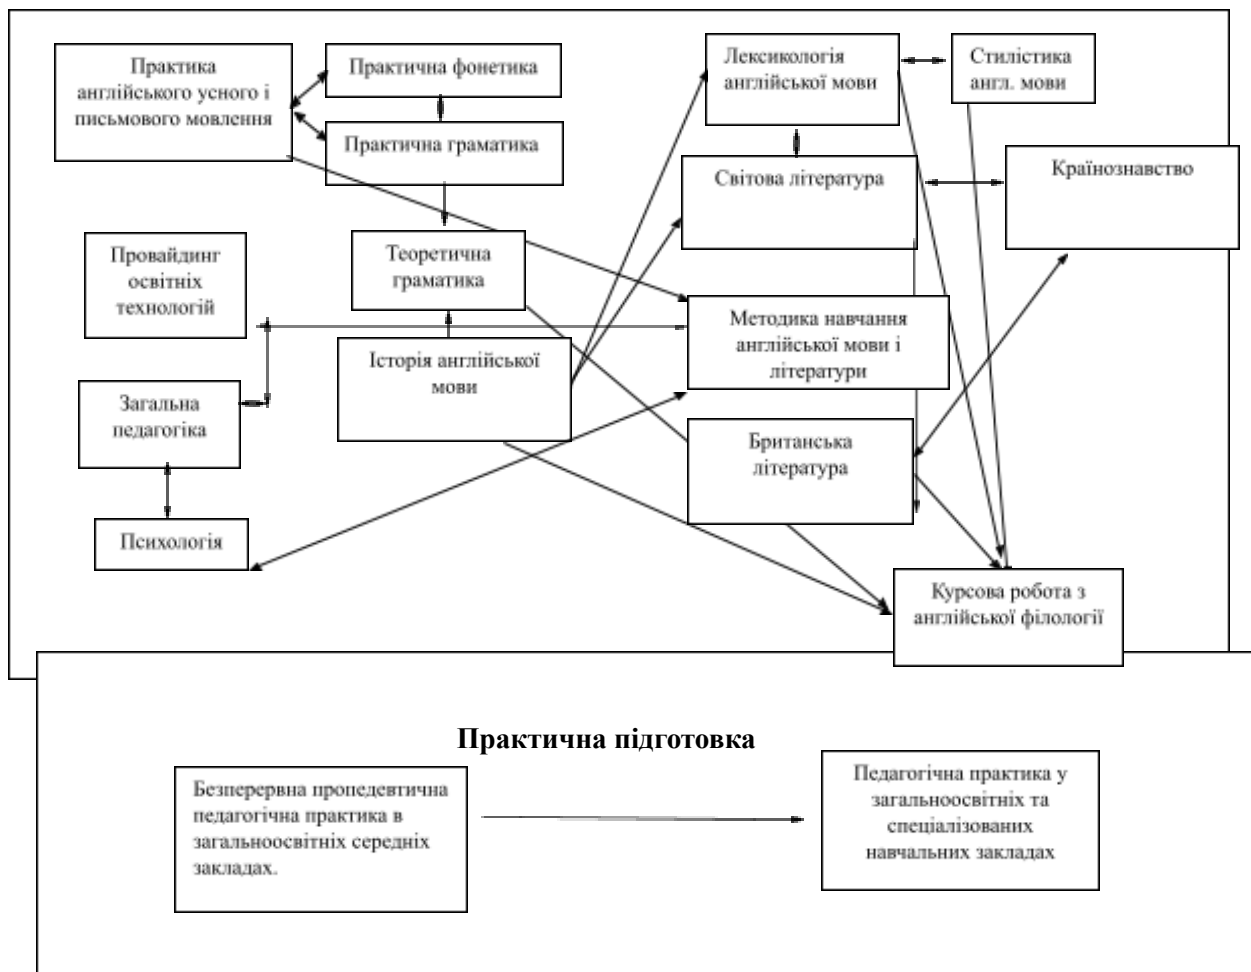 Практика
англійського усного і
письмового мовлення
Практична фонетика
Практична граматика
Лексикологія
англійської мови
Стилістика
англ. мови
Світова література
Країнознавство
Провайдинг
освітніх
технологій
Теоретична
граматика
Методика навчання
англійської мови і
літератури
Історія англійської
мови
Загальна
педагогіка
Британська
література
Психологія
Курсова робота з
англійської філології
Практична підготовка
Безперервна пропедевтична
педагогічна практика в
загальноосвітніх середніх
закладах.
Педагогічна практика у
загальноосвітніх та
спеціалізованих
навчальних закладах